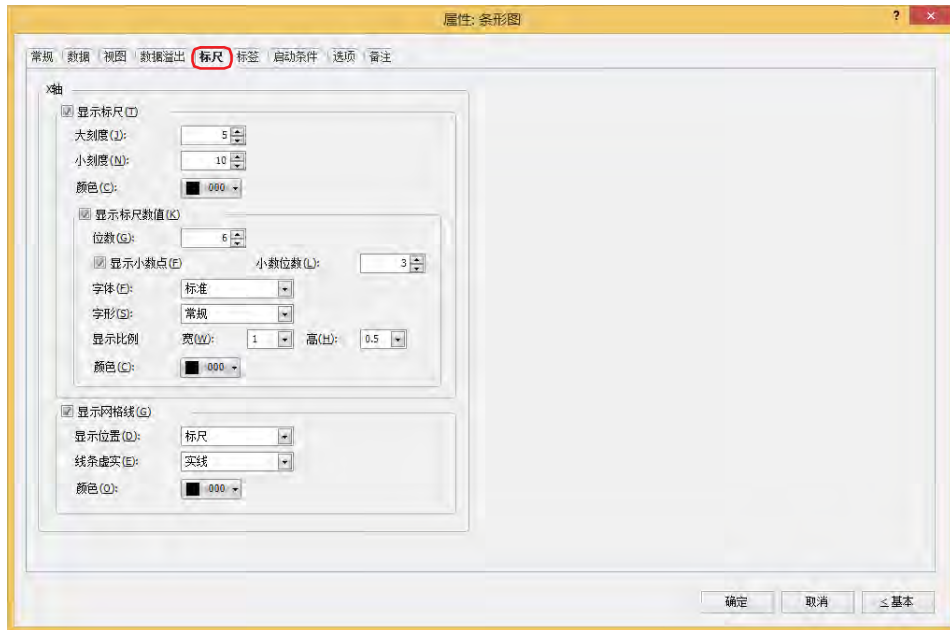 属性: 条形图
? ×
常规 数据 视图 数据溢出 标尺 标签 启动条件 选项 备注
X轴
显示标尺(T)
大刻度(J): 5
小刻度(N): 10
颜色(C): 000
显示标尺数值(K)
位数(G): 6
显示小数点(F) 小数位数(L): 3
字体(F): 标准
字形(S): 常规
显示比例 宽(W): 1 高(H): 0.5
颜色(C): 000
显示网格线(G)
显示位置(D): 标尺
线条虚实(E): 实线
颜色(O): 000
确定 取消 ≤基本